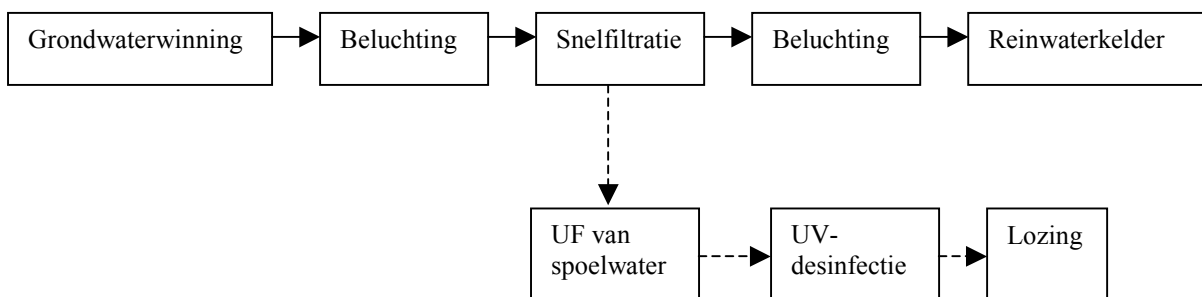 Grondwaterwinning
Beluchting
Snelfiltratie
Beluchting
Reinwaterkelder
UF van
spoelwater
UV-
desinfectie
Lozing